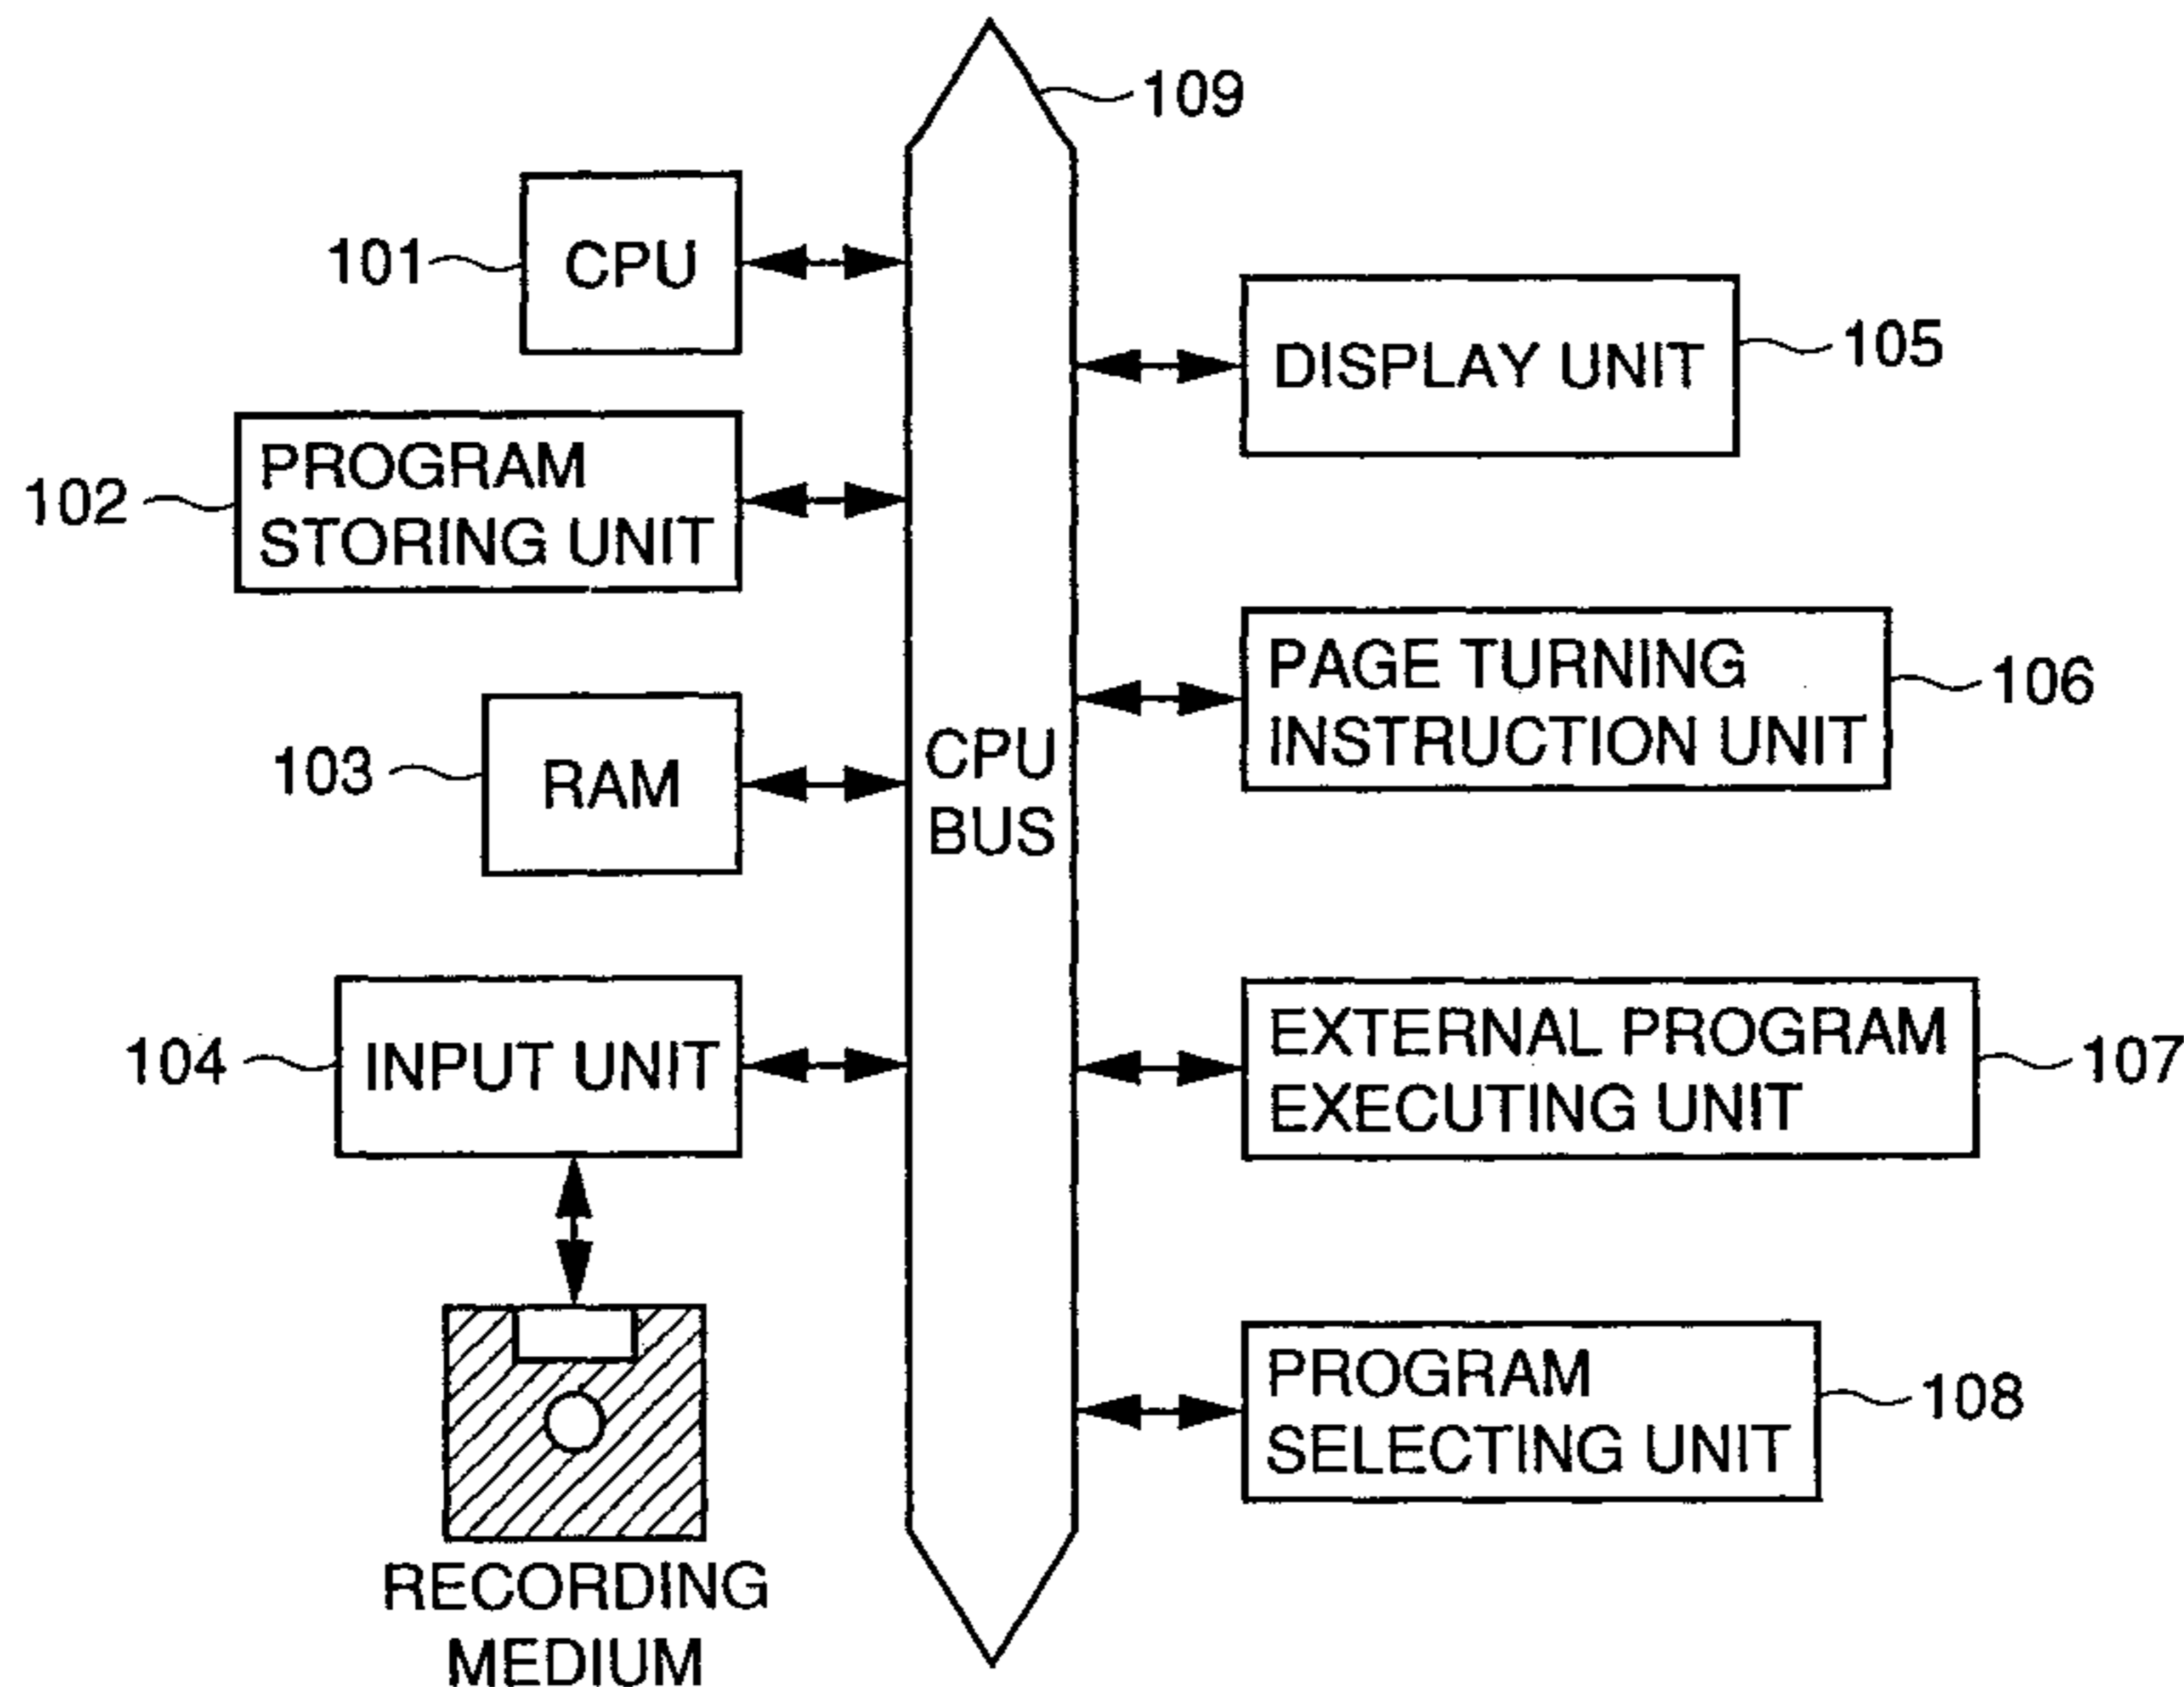 109
101
CPU
DISPLAY UNIT
105
102
PROGRAM
STORING UNIT
PAGE TURNING
INSTRUCTION UNIT
106
103
RAM
CPU
BUS
104
INPUT UNIT
EXTERNAL PROGRAM
EXECUTING UNIT
107
PROGRAM
SELECTING UNIT
108
RECORDING
MEDIUM